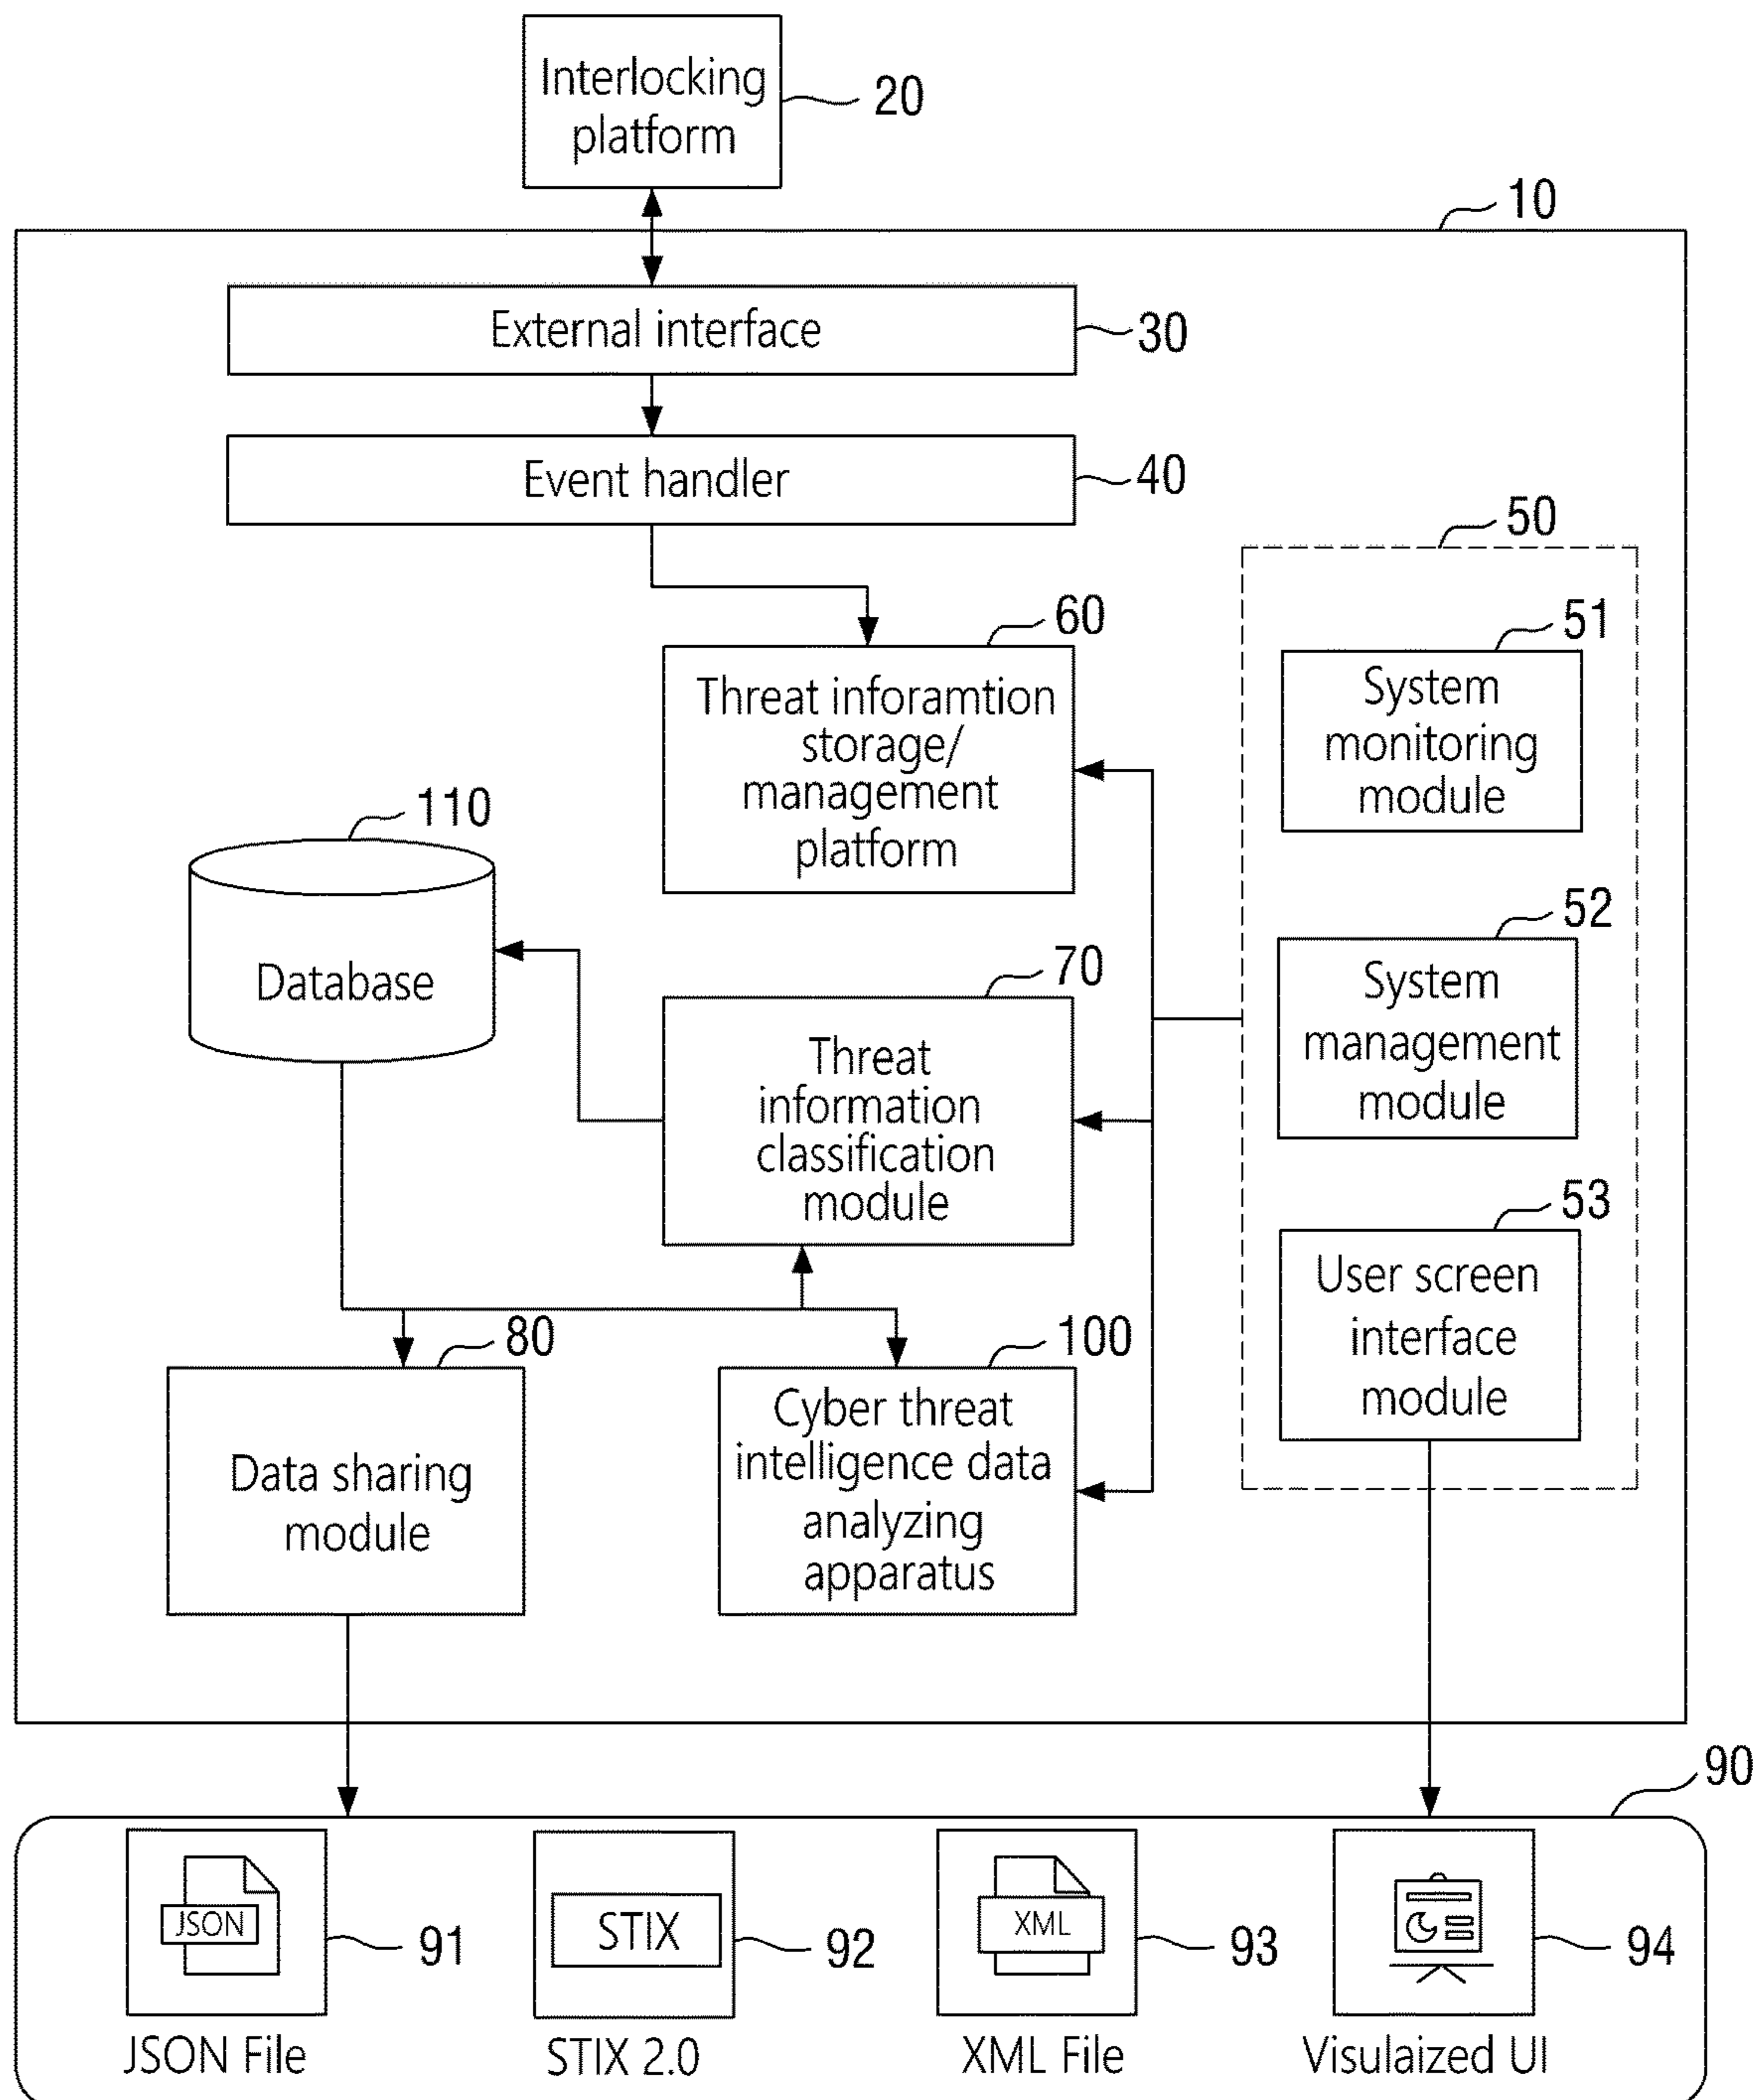 Interlocking
platform
20
10
External interface
30
Event handler
40
50
60
Threat inforamtion
storage/
management
platform
51
System
monitoring
module
110
Database
52
System
management
module
70
Threat
information
classification
module
53
User screen
interface
module
80
Data sharing
module
100
Cyber threat
intelligence data
analyzing
apparatus
90
JSON
91
STIX
92
XML
93
94
JSON File
STIX 2.0
XML File
Visulaized UI